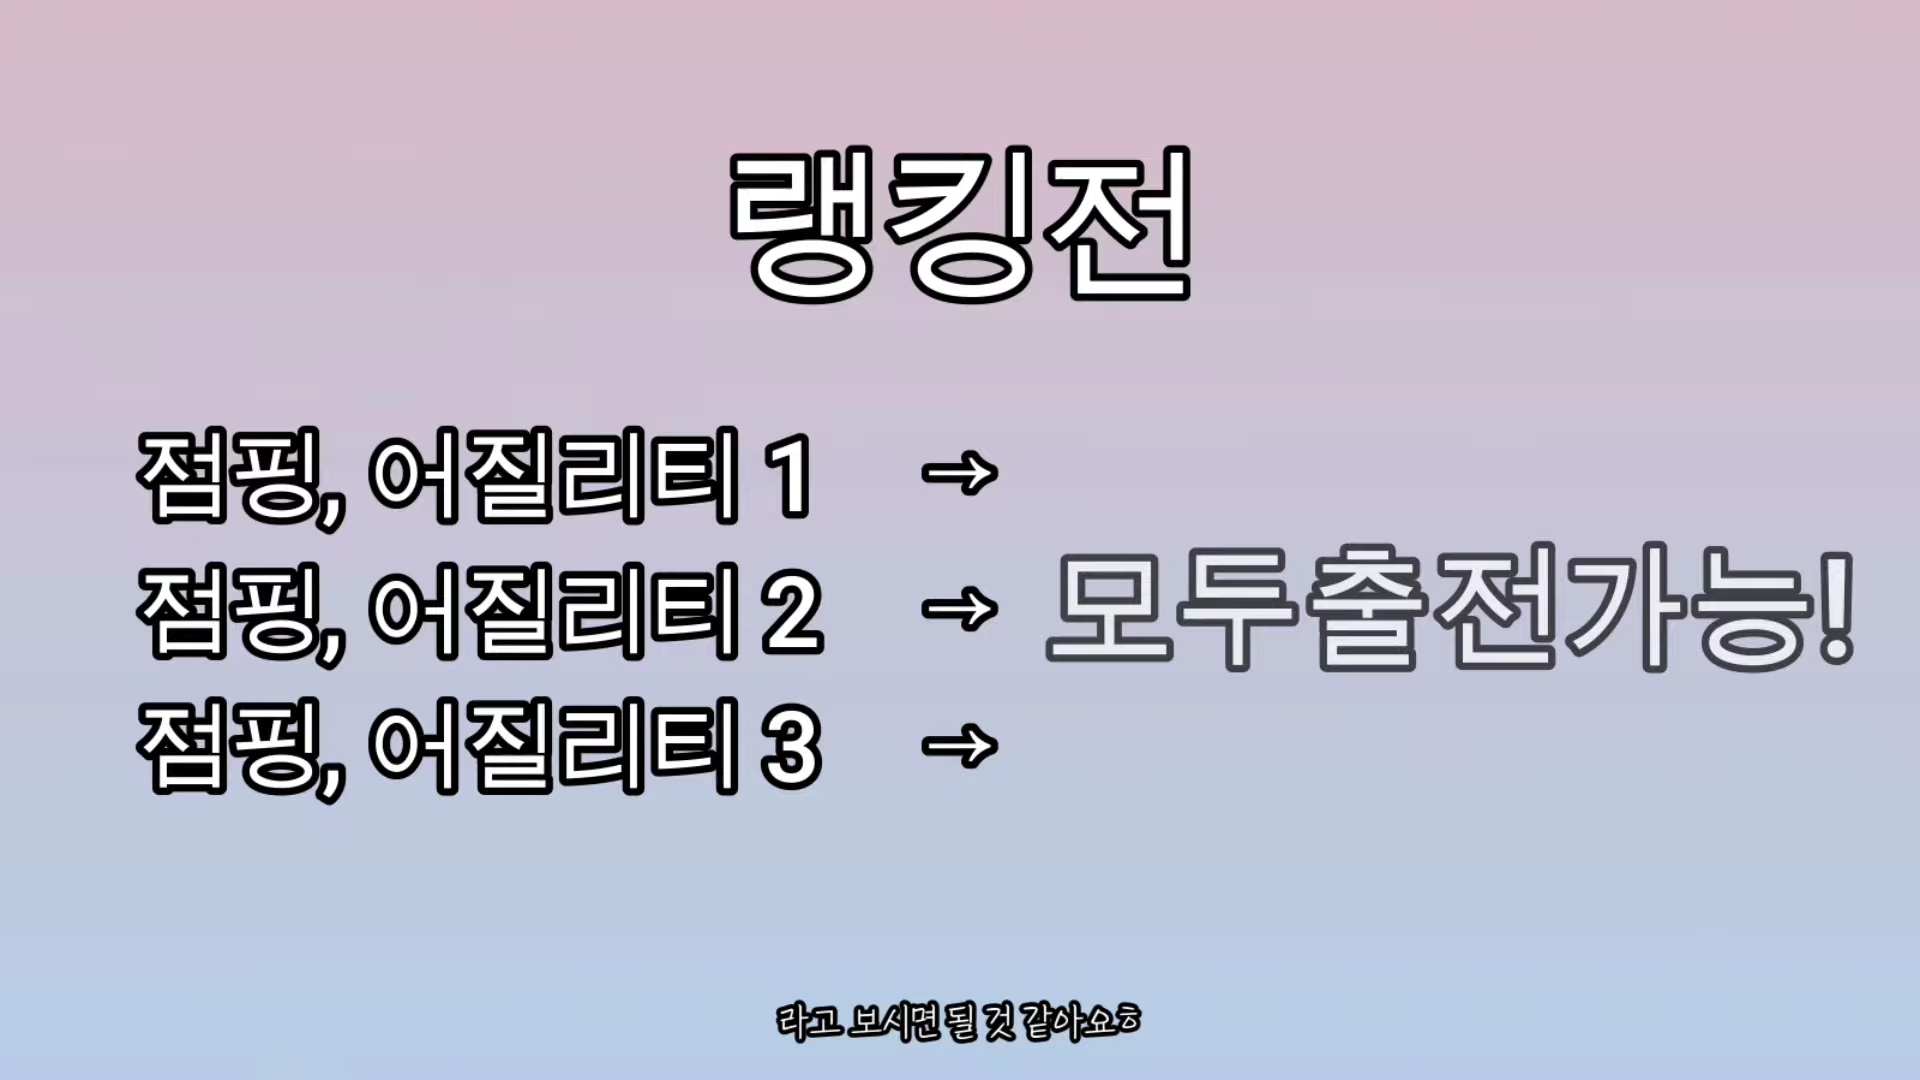 랭킹전
점핑, 어질리티 1 →
점핑, 어질리티 2 → 모두출전가능!
점핑, 어질리티 3 →
라고 보시면 될 것 같아요ㅎ